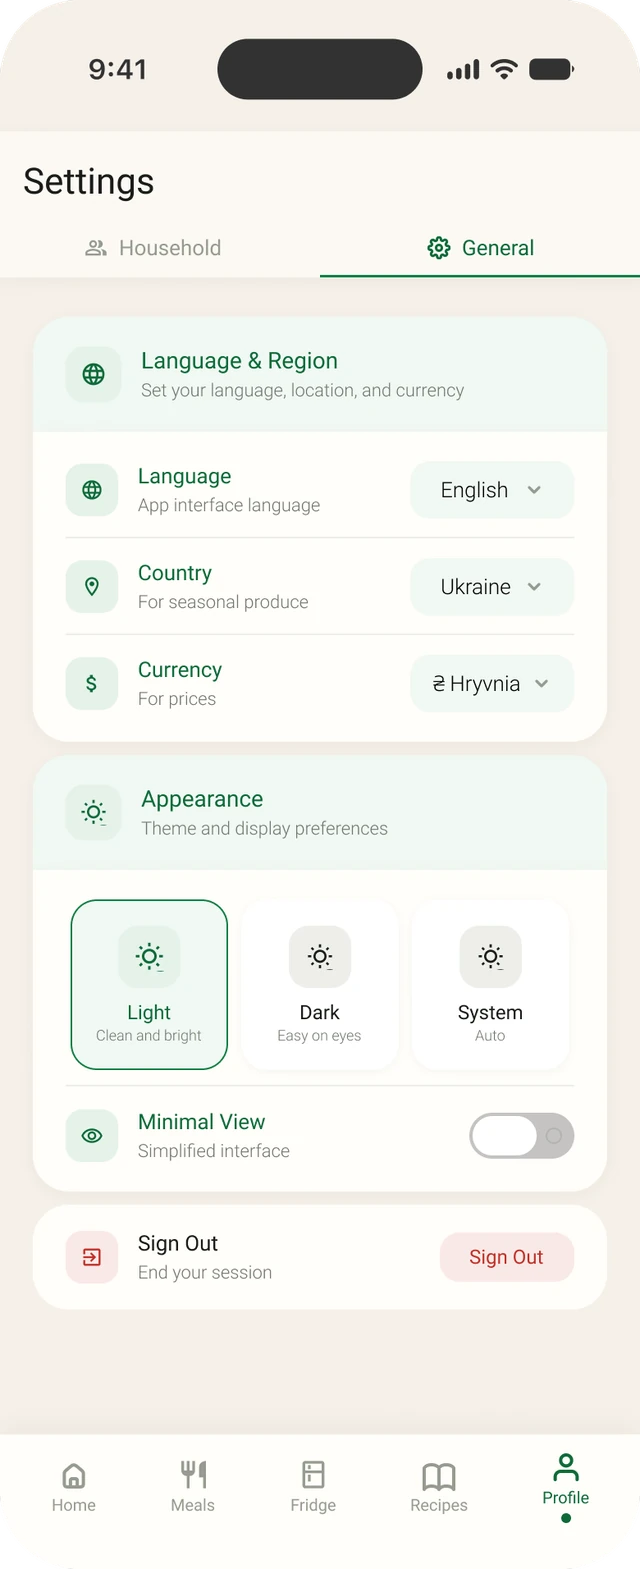 9:41
Settings
Household
General
Language & Region
Set your language, location, and currency
Language
App interface language
English
Country
For seasonal produce
Ukraine
Currency
For prices
₴ Hryvnia
Appearance
Theme and display preferences
Light
Clean and bright
Dark
Easy on eyes
System
Auto
Minimal View
Simplified interface
Sign Out
End your session
Sign Out
Home
Meals
Fridge
Recipes
Profile